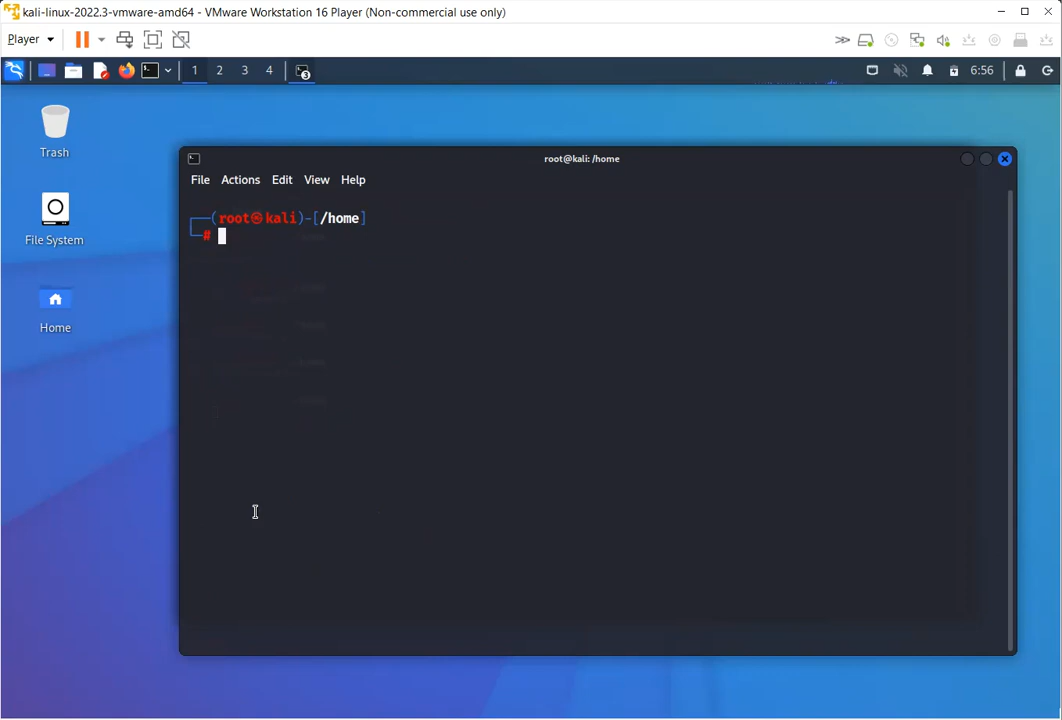 kali-linux-2022.3-vmware-amd64 - VMware Workstation 16 Player (Non-commercial use only)
Player
1 2 3 4 3 6:56
Trash
File System
Home
root@kali: /home
File Actions Edit View Help
┌──(root㉿kali)-[/home]
└─#